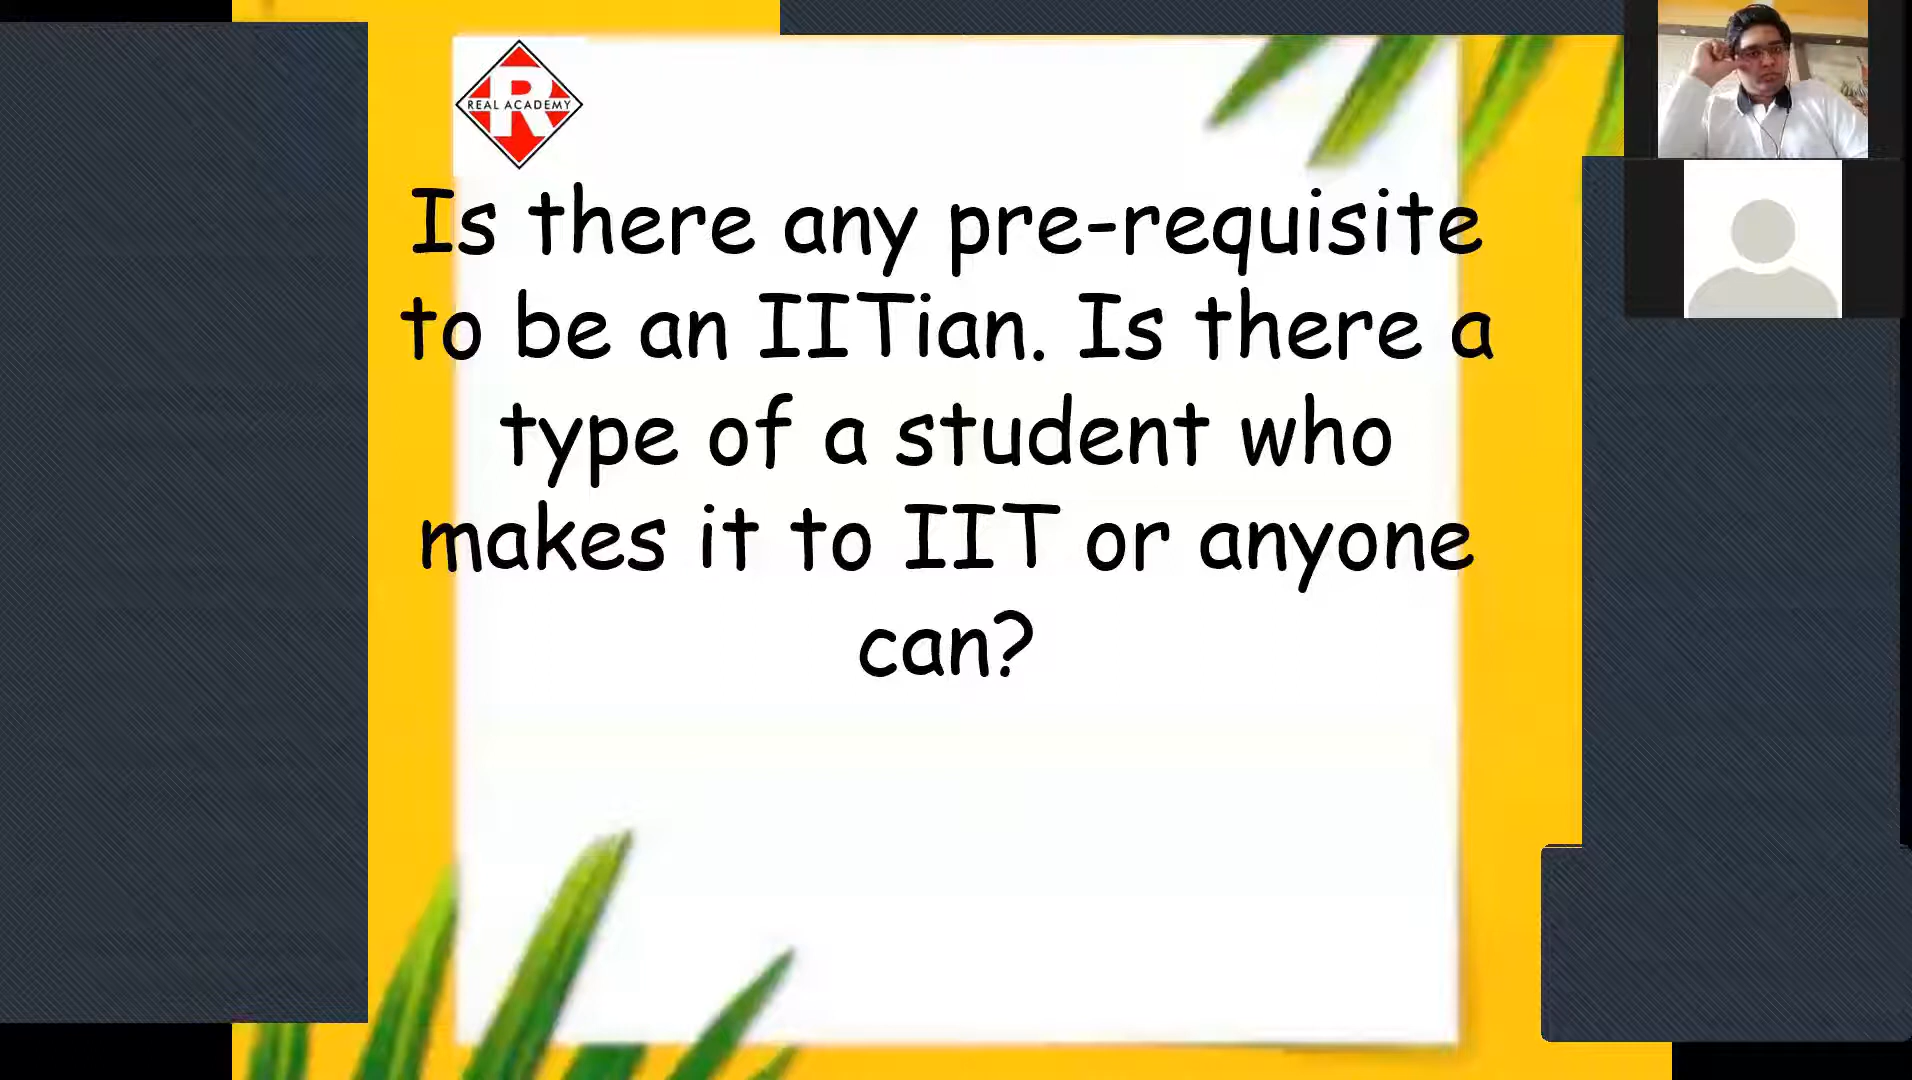 REAL ACADEMY
R
Is there any pre-requisite
to be an IITian. Is there a
type of a student who
makes it to IIT or anyone
can?